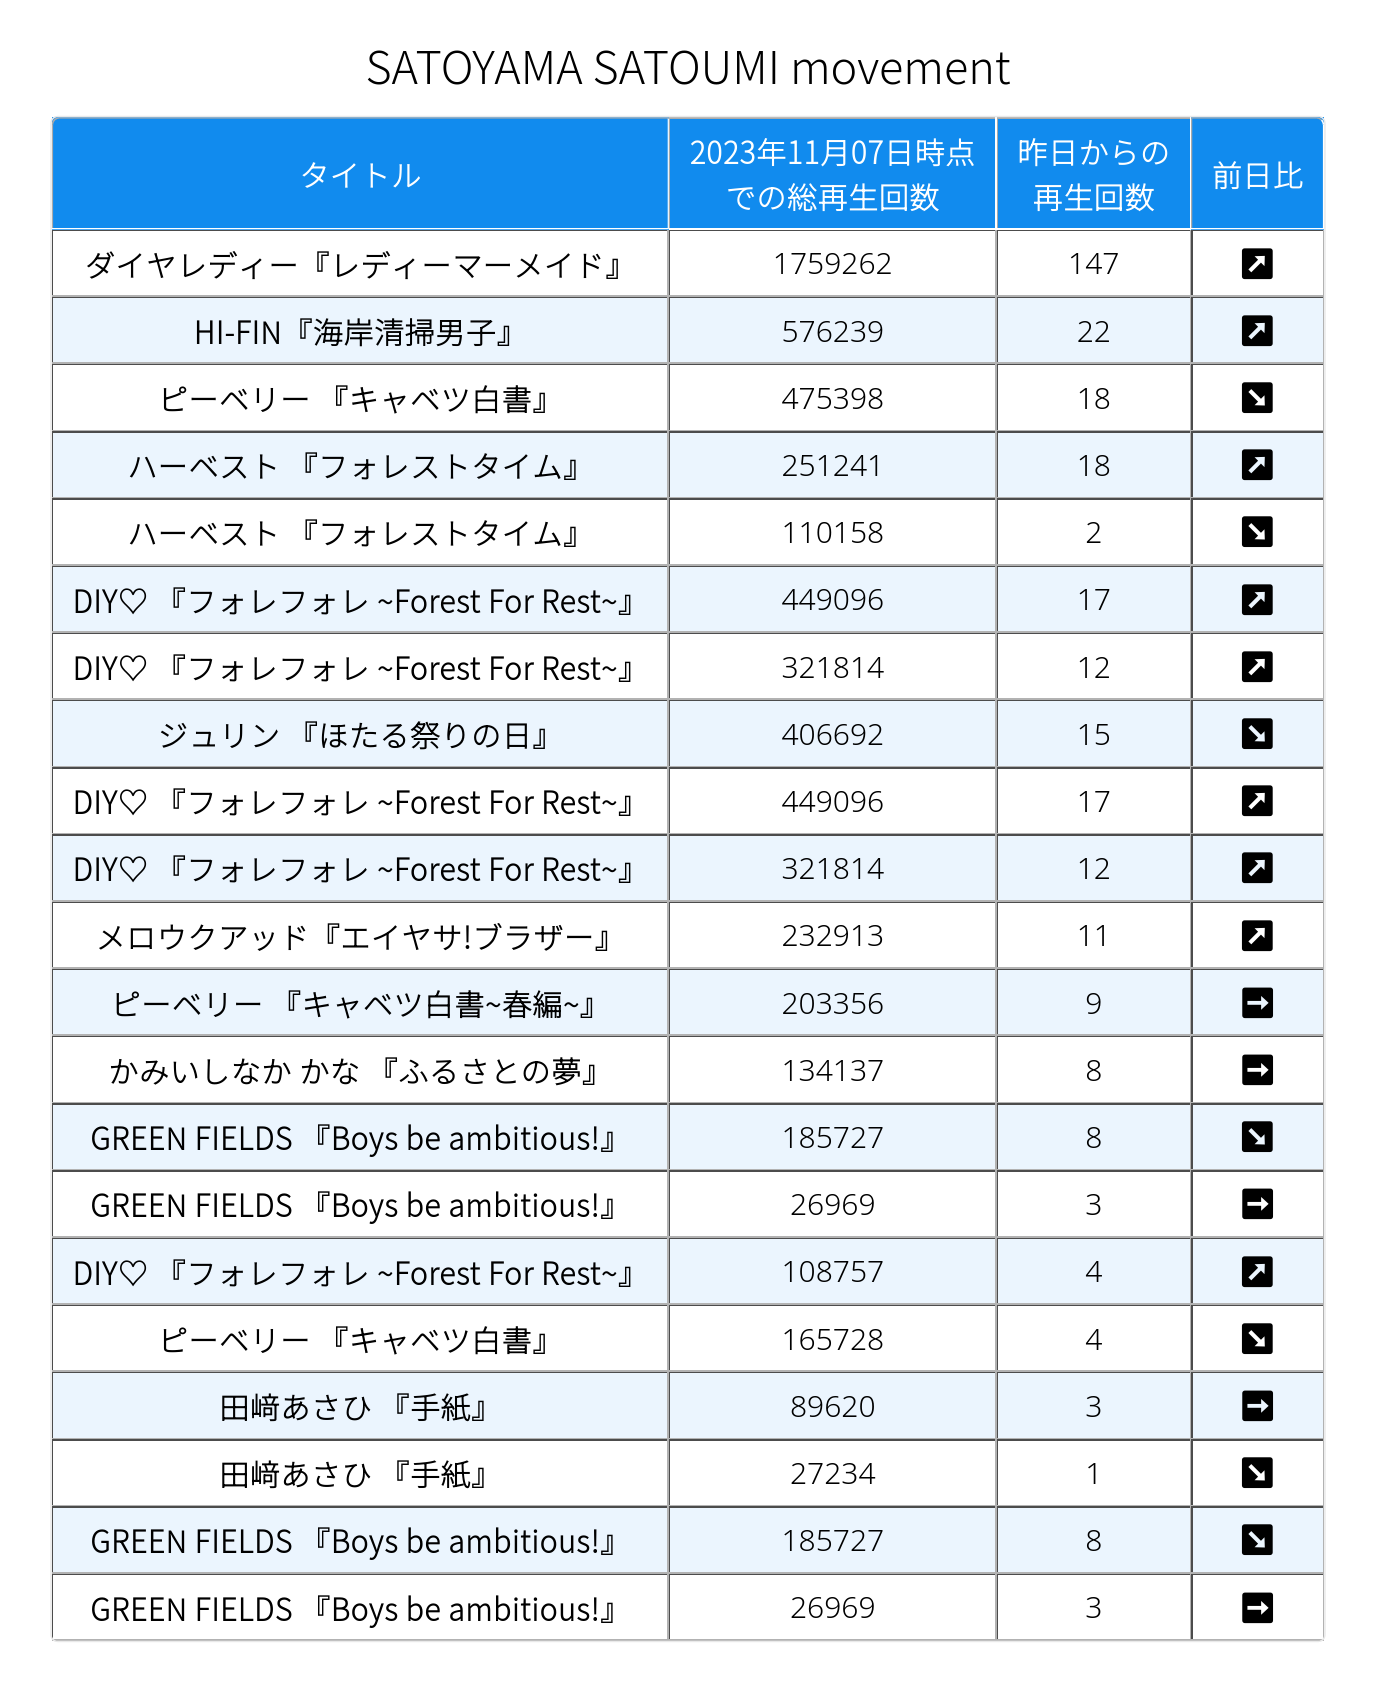 SATOYAMA SATOUMI movement
タイトル 2023年11月07日時点での総再生回数 昨日からの再生回数 前日比
ダイヤレディー『レディーマーメイド』 1759262 147 ↗
HI-FIN『海岸清掃男子』 576239 22 ↗
ピーベリー 『キャベツ白書』 475398 18 ↘
ハーベスト 『フォレストタイム』 251241 18 ↗
ハーベスト 『フォレストタイム』 110158 2 ↘
DIY♡ 『フォレフォレ ~Forest For Rest~』 449096 17 ↗
DIY♡ 『フォレフォレ ~Forest For Rest~』 321814 12 ↗
ジュリン 『ほたる祭りの日』 406692 15 ↘
DIY♡ 『フォレフォレ ~Forest For Rest~』 449096 17 ↗
DIY♡ 『フォレフォレ ~Forest For Rest~』 321814 12 ↗
メロウクアッド『エイヤサ!ブラザー』 232913 11 ↗
ピーベリー 『キャベツ白書~春編~』 203356 9 →
かみいしなか かな 『ふるさとの夢』 134137 8 →
GREEN FIELDS 『Boys be ambitious!』 185727 8 ↘
GREEN FIELDS 『Boys be ambitious!』 26969 3 →
DIY♡ 『フォレフォレ ~Forest For Rest~』 108757 4 ↗
ピーベリー 『キャベツ白書』 165728 4 ↘
田﨑あさひ 『手紙』 89620 3 →
田﨑あさひ 『手紙』 27234 1 ↘
GREEN FIELDS 『Boys be ambitious!』 185727 8 ↘
GREEN FIELDS 『Boys be ambitious!』 26969 3 →